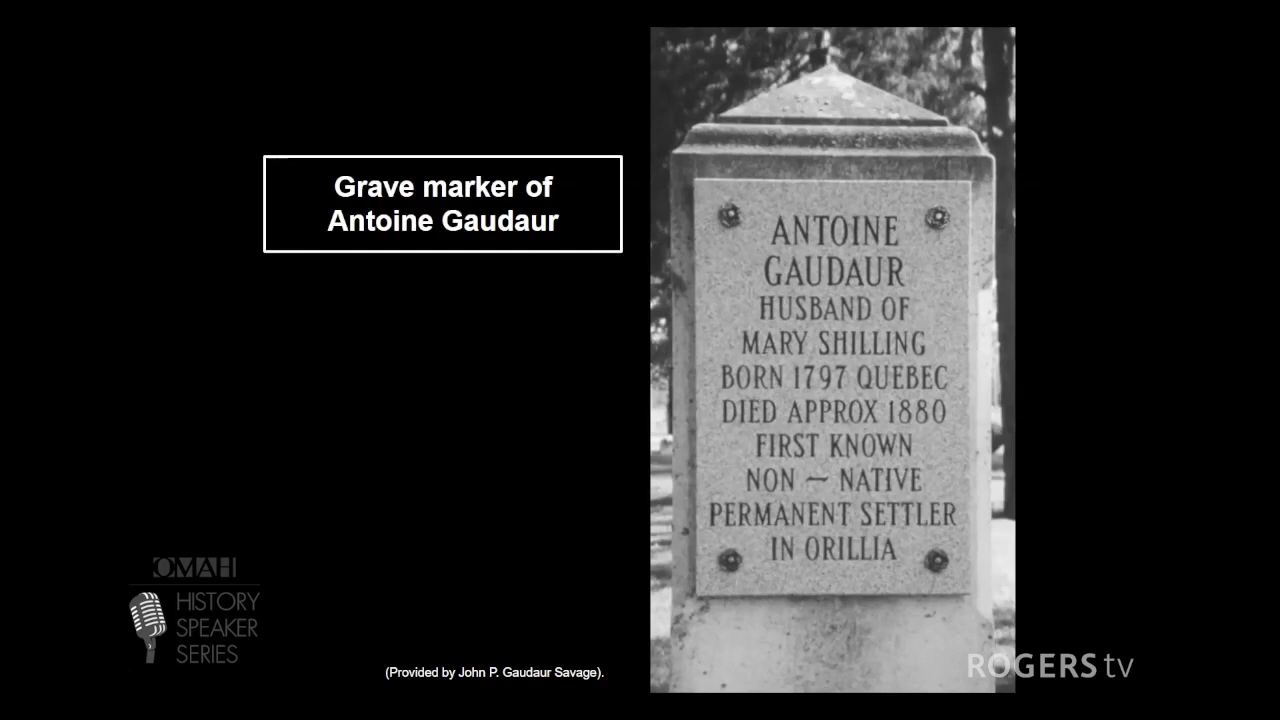 Grave marker of
Antoine Gaudaur
ANTOINE
GAUDAUR
HUSBAND OF
MARY SHILLING
BORN 1797 QUEBEC
DIED APPROX 1880
FIRST KNOWN
NON ~ NATIVE
PERMANENT SETTLER
IN ORILLIA
OMAH
HISTORY
SPEAKER
SERIES
(Provided by John P. Gaudaur Savage).
ROGERS tv